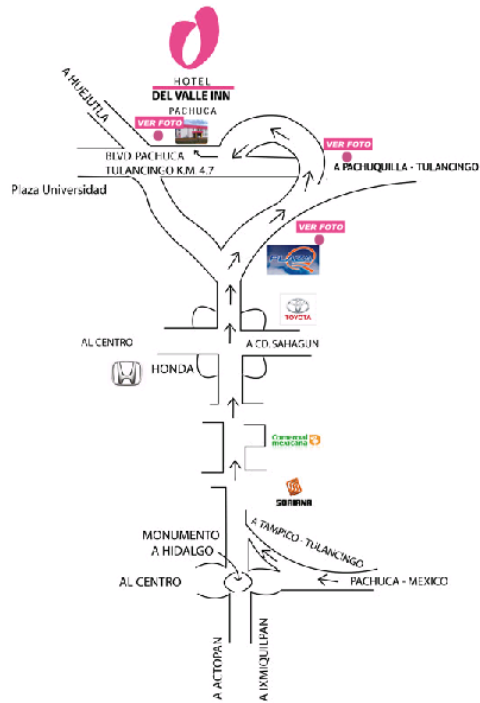 HOTEL
DEL VALLE INN
PACHUCA
A HUEJUTLA
VER FOTO
VER FOTO
BLVD. PACHUCA
TULANCINGO K.M. 4.7
A PACHUQUILLA - TULANCINGO
Plaza Universidad
VER FOTO
PLAZA Q
TOYOTA
AL CENTRO
A CD. SAHAGUN
HONDA
Comercial
mexicana
SORIANA
MONUMENTO
A HIDALGO
A TAMPICO - TULANCINGO
AL CENTRO
PACHUCA - MEXICO
A ACTOPAN
A IXMIQUILPAN